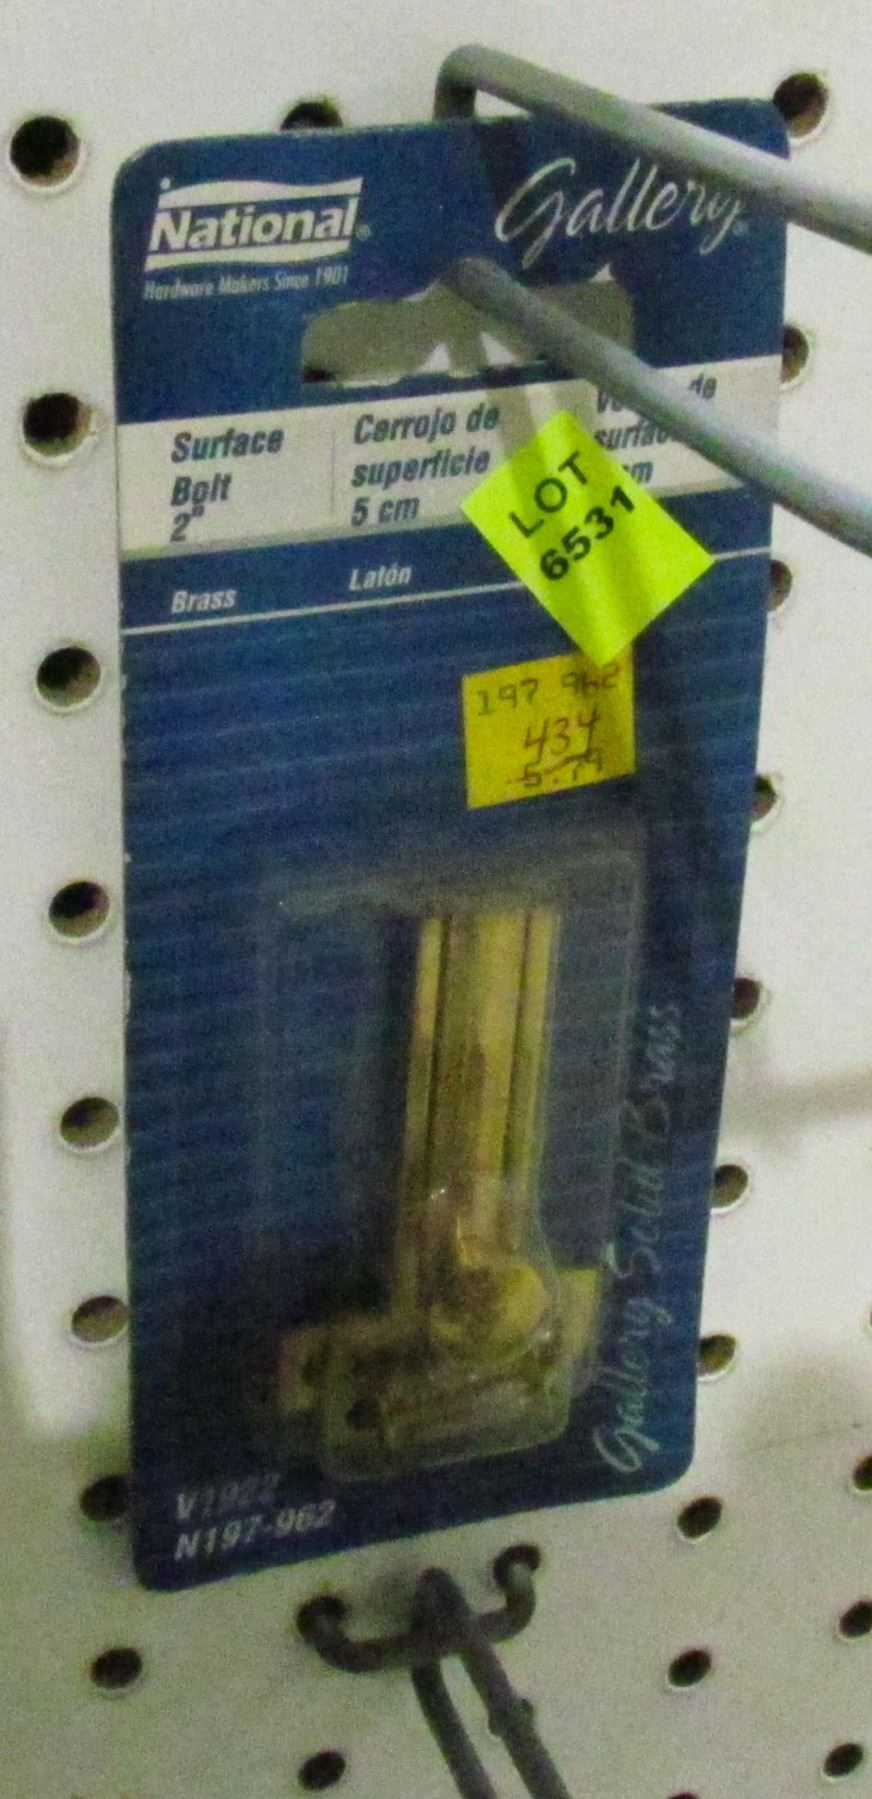 National®
Hardware Makers Since 1901
Gallery
Surface
Bolt
2"
Cerrojo de
superficie
5 cm
de
Brass
Latón
LOT
6531
197 962
434
5.79
Gallery Solid Brass
V1922
N197-962